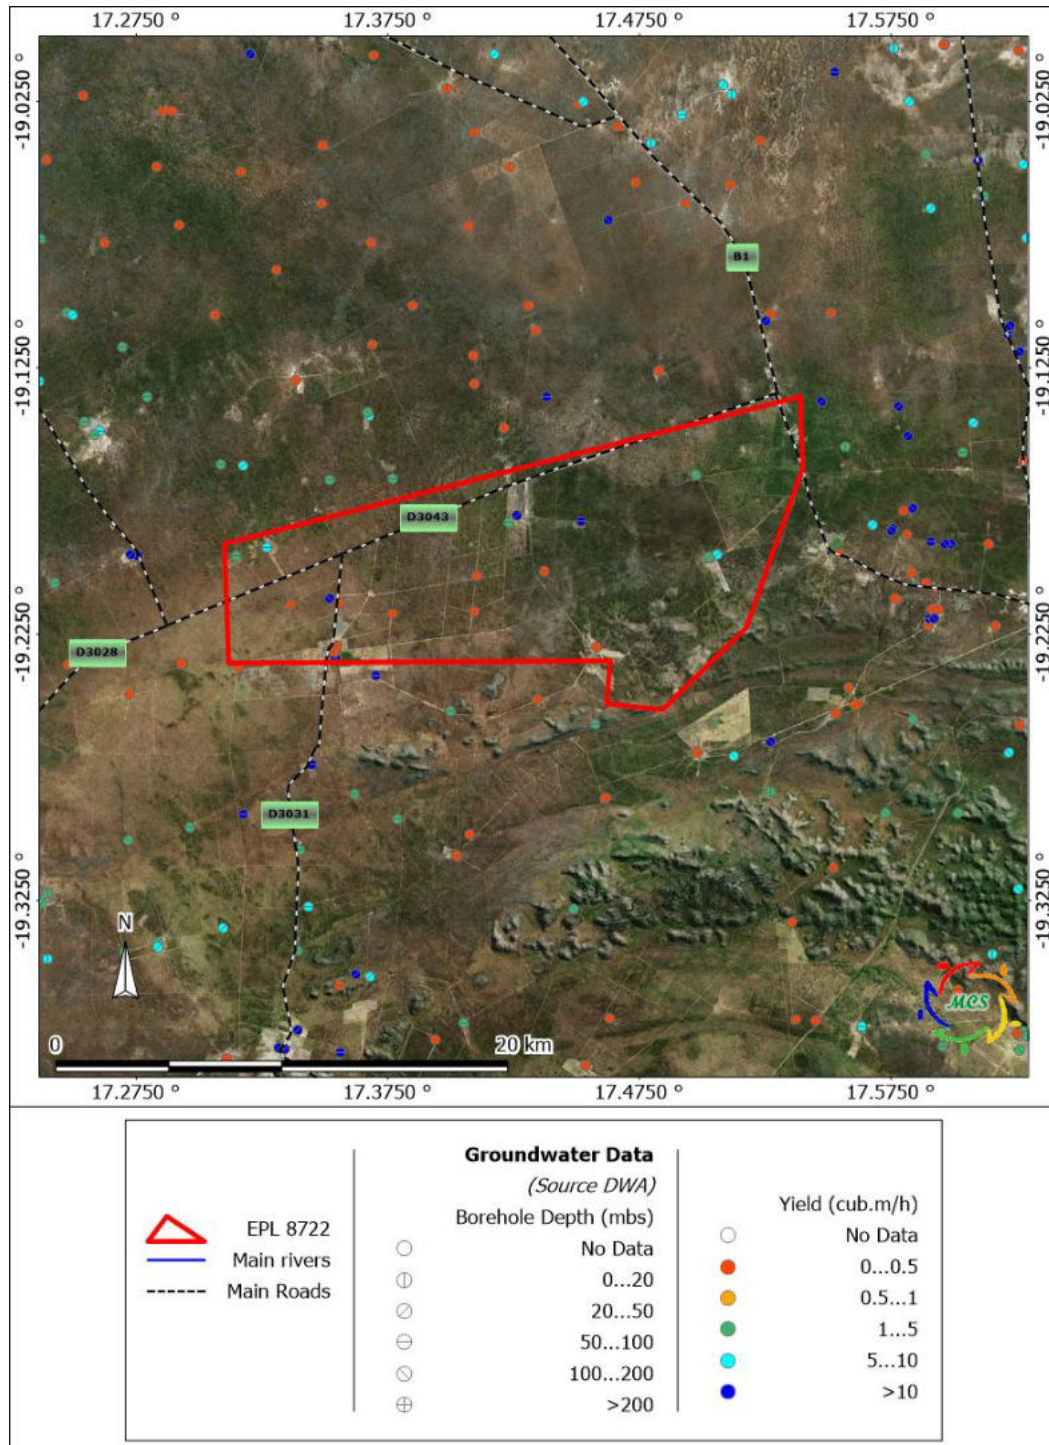 17.2750 °
17.3750 °
17.4750 °
17.5750 °
-19.0250 °
-19.0250 °
B1
-19.1250 °
-19.1250 °
D3043
-19.2250 °
-19.2250 °
D3028
D3031
-19.3250 °
-19.3250 °
N
MCS
0
20 km
17.2750 °
17.3750 °
17.4750 °
17.5750 °
EPL 8722
Main rivers
Main Roads
Groundwater Data
(Source DWA)
Borehole Depth (mbs)
No Data
0...20
20...50
50...100
100...200
>200
Yield (cub.m/h)
No Data
0...0.5
0.5...1
1...5
5...10
>10